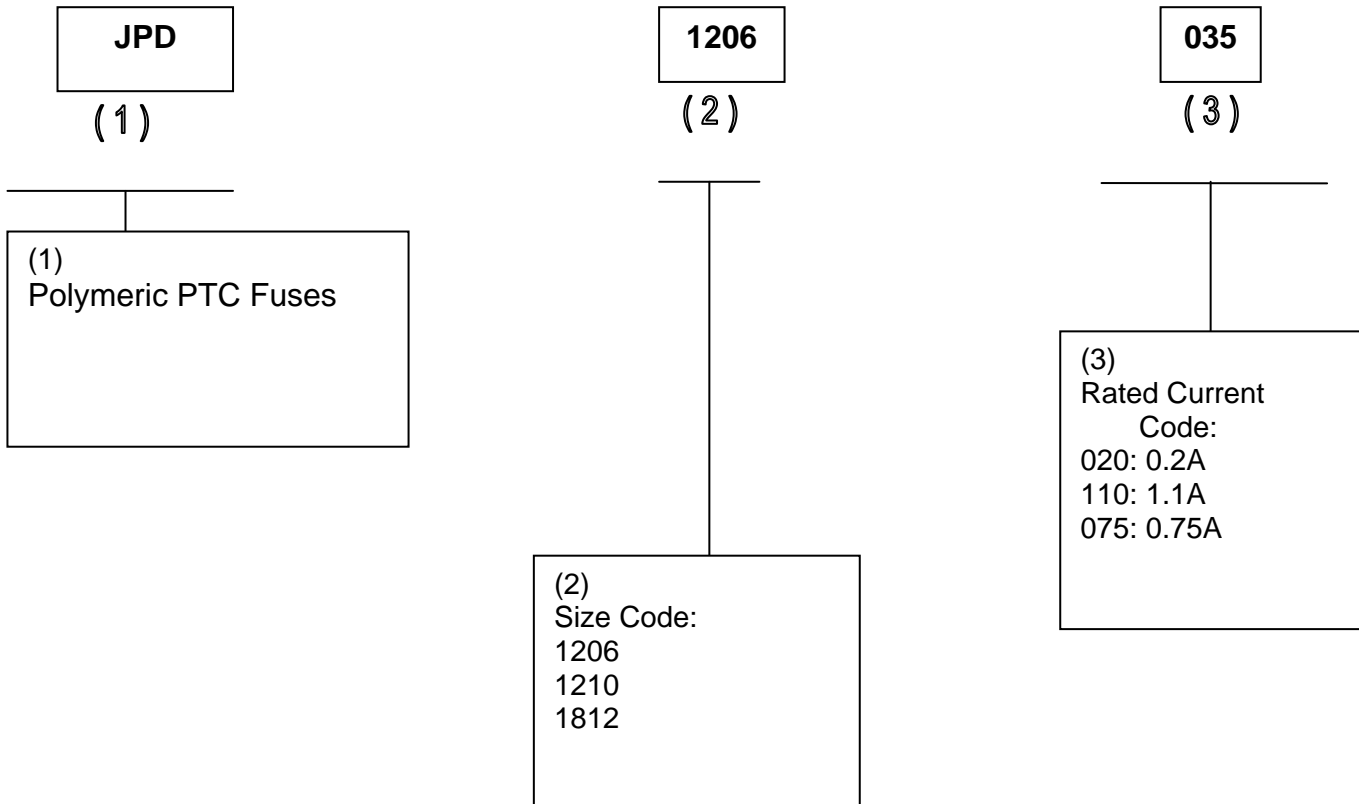 JPD
1206
035
(1)
(2)
(3)
(1)
Polymeric PTC Fuses
(3)
Rated Current
Code:
020: 0.2A
110: 1.1A
075: 0.75A
(2)
Size Code:
1206
1210
1812